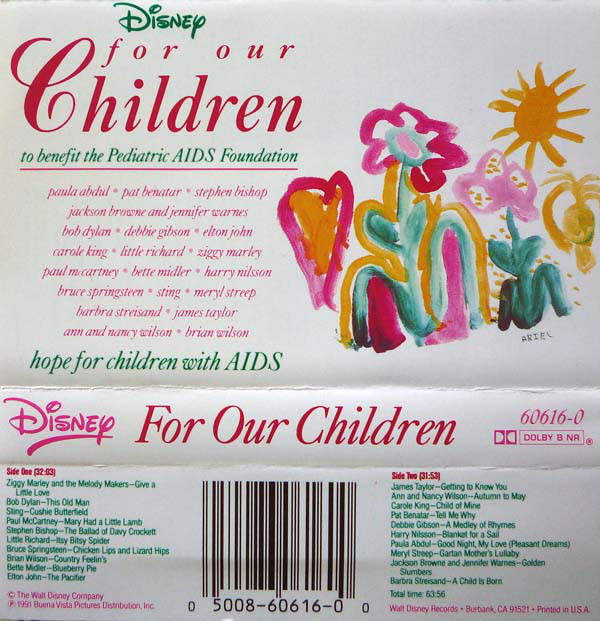 Disney
for our
Children
to benefit the Pediatric AIDS Foundation
paula abdul * pat benatar * stephen bishop
jackson browne and jennifer warnes
bob dylan * debbie gibson * elton john
carole king * little richard * ziggy marley
paul mccartney * bette midler * harry nilsson
bruce springsteen * sting * meryl streep
barbra streisand * james taylor
ann and nancy wilson * brian wilson
hope for children with AIDS
ARIEL
Disney For Our Children
60616-0
DOLBY B NR ®
Side One (32:03)
Ziggy Marley and the Melody Makers—Give a
Little Love
Bob Dylan—This Old Man
Sting—Cushie Butterfield
Paul McCartney—Mary Had a Little Lamb
Stephen Bishop—The Ballad of Davy Crockett
Little Richard—Itsy Bitsy Spider
Bruce Springsteen—Chicken Lips and Lizard Hips
Brian Wilson—Country Feelin's
Bette Midler—Blueberry Pie
Elton John—The Pacifier
© The Walt Disney Company
℗ 1991 Buena Vista Pictures Distribution, Inc.
0 5008-60616-0 0
Side Two (31:53)
James Taylor—Getting to Know You
Ann and Nancy Wilson—Autumn to May
Carole King—Child of Mine
Pat Benatar—Tell Me Why
Debbie Gibson—A Medley of Rhymes
Harry Nilsson—Blanket for a Sail
Paula Abdul—Good Night, My Love (Pleasant Dreams)
Meryl Streep—Gartan Mother's Lullaby
Jackson Browne and Jennifer Warnes—Golden
Slumbers
Barbra Streisand—A Child Is Born
Total time: 63:56
Walt Disney Records • Burbank, CA 91521 • Printed in U.S.A.